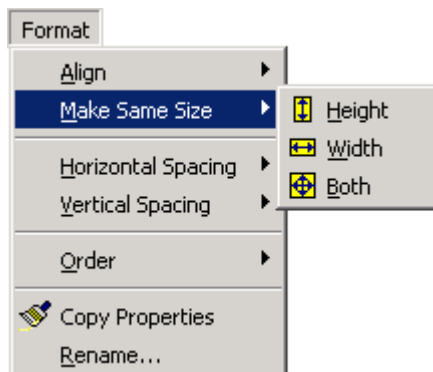 Format
Align
Make Same Size
Height
Width
Both
Horizontal Spacing
Vertical Spacing
Order
Copy Properties
Rename...